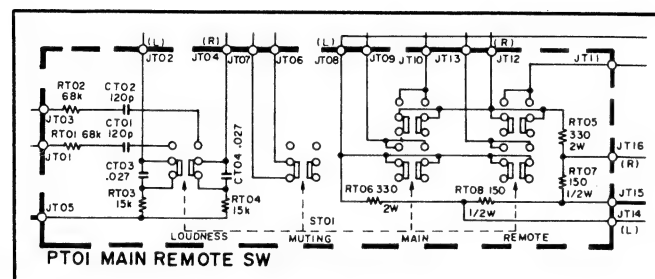 (L)
(R)
(L)
(R)
JT02
JT04
JT07
JT06
JT08
JT09
JT10
JT13
JT12
JT11
RT02
68k
CT02
120p
JT03
RT01 68k
CT01
120p
JT01
CT03
.027
CT04 .027
RT03
15k
RT04
15k
JT05
RT05
330
2W
JT16
(R)
RT07
150
1/2W
RT06 330
2W
RT08 150
1/2W
JT15
JT14
(L)
ST01
LOUDNESS
MUTING
MAIN
REMOTE
PT01 MAIN REMOTE SW